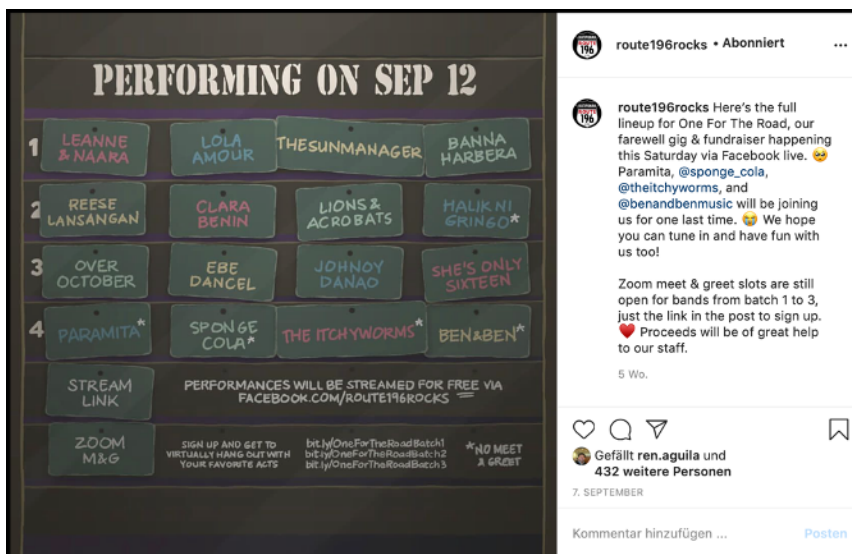 PERFORMING ON SEP 12
1
LEANNE
& NAARA
LOLA
AMOUR
THESUNMANAGER
BANNA
HARBERA
2
REESE
LANSANGAN
CLARA
BENIN
LIONS &
ACROBATS
HALIK NI
GRINGO*
3
OVER
OCTOBER
EBE
DANCEL
JOHNOY
DANAO
SHE'S ONLY
SIXTEEN
4
PARAMITA*
SPONGE
COLA*
THE ITCHYWORMS*
BEN&BEN*
STREAM
LINK
PERFORMANCES WILL BE STREAMED FOR FREE VIA
FACEBOOK.COM/ROUTE196ROCKS
ZOOM
M&G
SIGN UP AND GET TO
VIRTUALLY HANG OUT WITH
YOUR FAVORITE ACTS
bit.ly/OneForTheRoadBatch1
bit.ly/OneForTheRoadBatch2
bit.ly/OneForTheRoadBatch3
*NO MEET
& GREET
ROUTE
196
route196rocks • Abonniert
ROUTE
196
route196rocks Here's the full
lineup for One For The Road, our
farewell gig & fundraiser happening
this Saturday via Facebook live. 🥺
Paramita, @sponge_cola,
@theitchyworms, and
@benandbenmusic will be joining
us for one last time. 😭 We hope
you can tune in and have fun with
us too!
Zoom meet & greet slots are still
open for bands from batch 1 to 3,
just the link in the post to sign up.
♥️ Proceeds will be of great help
to our staff.
5 Wo.
Gefällt ren.aguila und
432 weitere Personen
7. SEPTEMBER
Kommentar hinzufügen ...
Posten